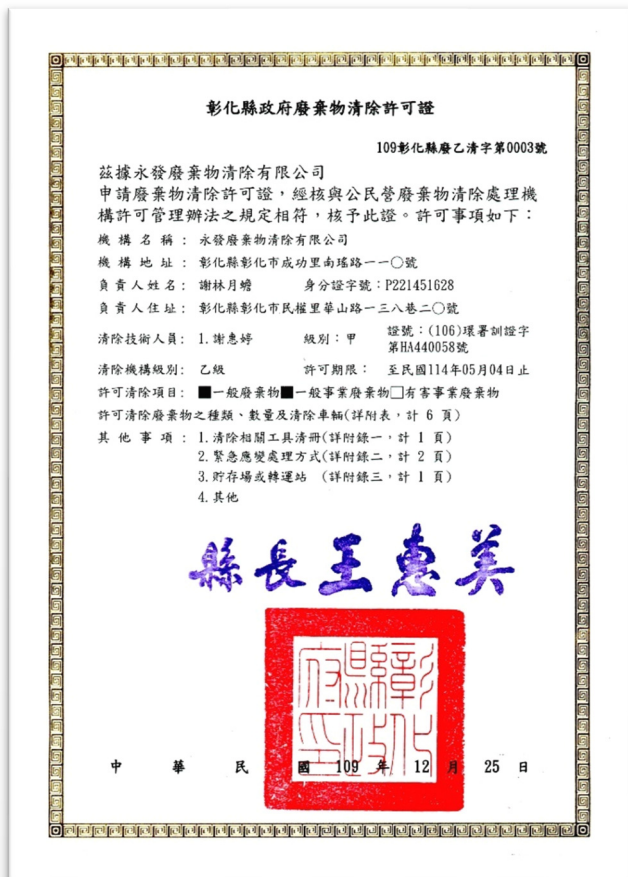 彰化縣政府廢棄物清除許可證
109彰化縣廢乙清字第0003號
茲據永發廢棄物清除有限公司
申請廢棄物清除許可證，經核與公民營廢棄物清除處理機
構許可管理辦法之規定相符，核予此證。許可事項如下：
機構名稱：永發廢棄物清除有限公司
機構地址：彰化縣彰化市成功里南瑤路一一〇號
負責人姓名：謝林月蟾 身分證字號：P221451628
負責人住址：彰化縣彰化市民權里華山路一三八巷二〇號
清除技術人員：1.謝惠婷 級別：甲 證號：(106)環署訓證字
第HA440058號
清除機構級別：乙級 許可期限：至民國114年05月04日止
許可清除項目：■一般廢棄物■一般事業廢棄物□有害事業廢棄物
許可清除廢棄物之種類、數量及清除車輛(詳附表，計 6 頁)
其他事項：1.清除相關工具清冊(詳附錄一，計 1 頁)
2.緊急應變處理方式(詳附錄二，計 2 頁)
3.貯存場或轉運站 (詳附錄三，計 1 頁)
4.其他
縣長王惠美
彰化縣政府印
中華民國 109 年 12 月 25 日